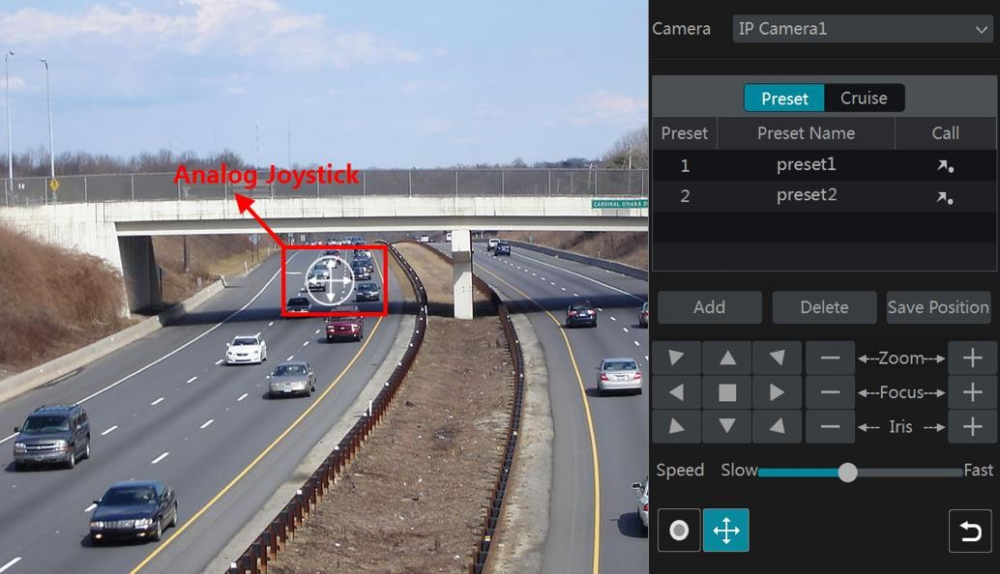 Camera IP Camera1
Preset Cruise
Preset Preset Name Call
1 preset1
2 preset2
Analog Joystick
CARDINAL O'HARA
Add Delete Save Position
Zoom
Focus
Iris
Speed Slow Fast